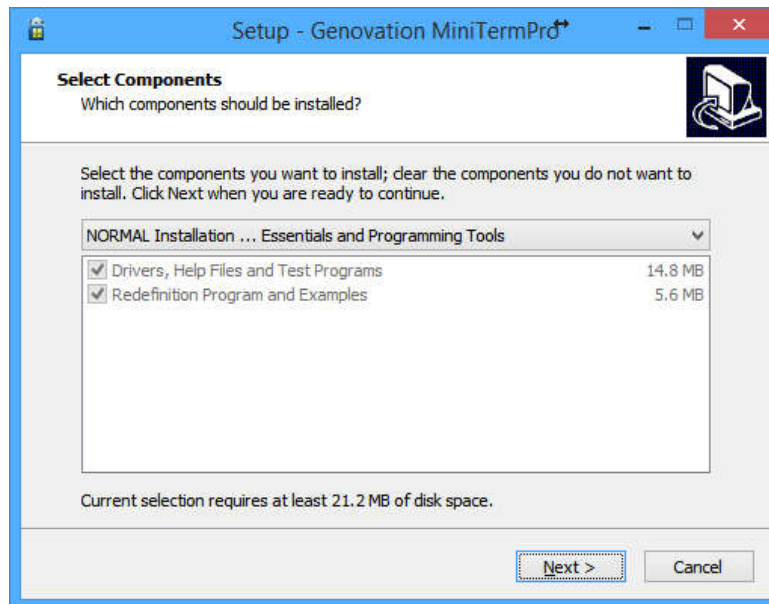 Setup - Genovation MiniTermPro
Select Components
Which components should be installed?
Select the components you want to install; clear the components you do not want to
install. Click Next when you are ready to continue.
NORMAL Installation ... Essentials and Programming Tools
Drivers, Help Files and Test Programs 14.8 MB
Redefinition Program and Examples 5.6 MB
Current selection requires at least 21.2 MB of disk space.
Next > Cancel